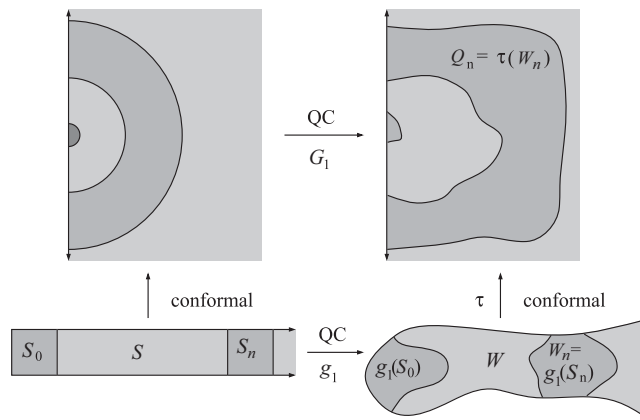 Q_n = τ(W_n)
QC
G_1
conformal
τ
conformal
S_0
S
S_n
QC
g_1
g_1(S_0)
W
W_n =
g_1(S_n)